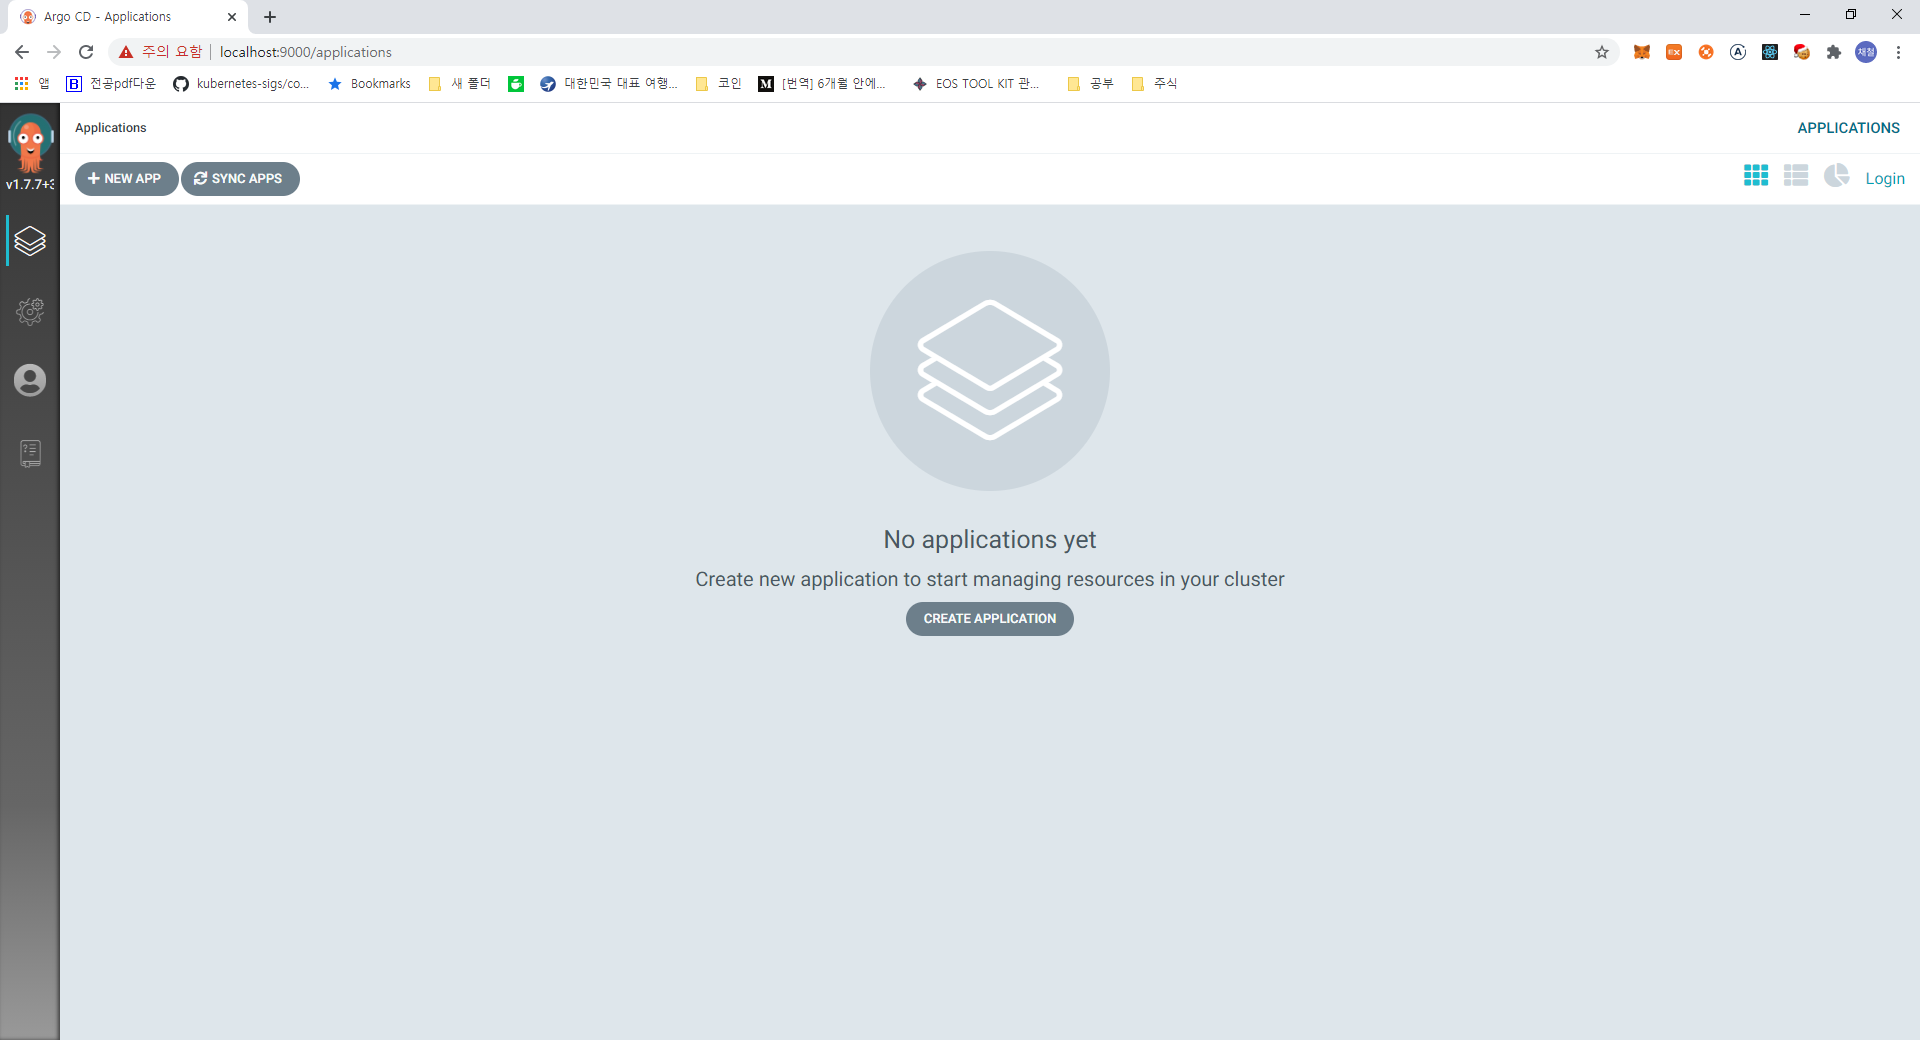 Argo CD - Applications
주의 요함 localhost:9000/applications
앱 전공pdf다운 kubernetes-sigs/co... Bookmarks 새 폴더 대한민국 대표 여행... 코인 [번역] 6개월 안에... EOS TOOL KIT 관... 공부 주식
Applications APPLICATIONS
NEW APP SYNC APPS Login
v1.7.7+3
No applications yet
Create new application to start managing resources in your cluster
CREATE APPLICATION